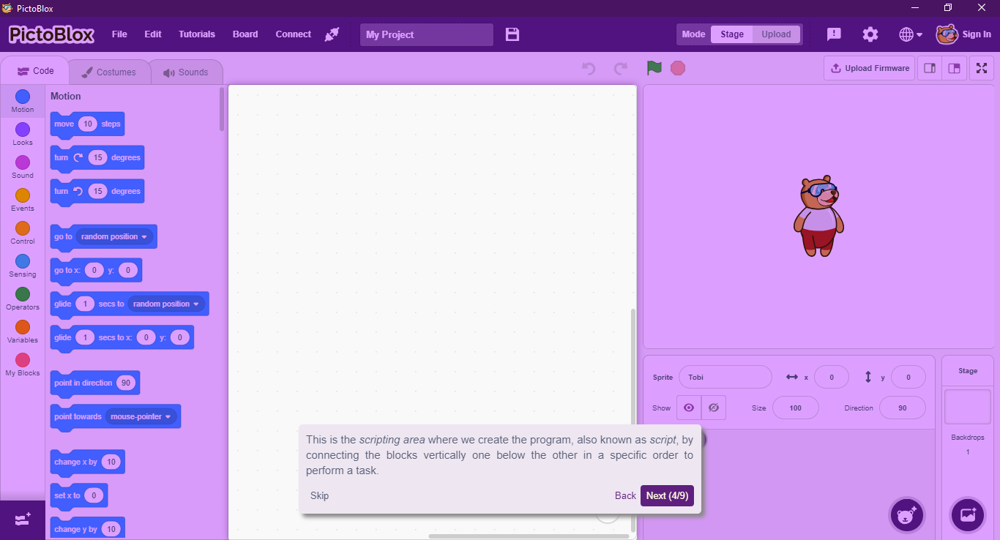 PictoBlox
PictoBlox File Edit Tutorials Board Connect My Project Mode Stage Upload Sign In
Code Costumes Sounds Upload Firmware
Motion
Looks
Sound
Events
Control
Sensing
Operators
Variables
My Blocks
Motion
move 10 steps
turn 15 degrees
turn 15 degrees
go to random position
go to x: 0 y: 0
glide 1 secs to random position
glide 1 secs to x: 0 y: 0
point in direction 90
point towards mouse-pointer
change x by 10
set x to 0
change y by 10
This is the scripting area where we create the program, also known as script, by
connecting the blocks vertically one below the other in a specific order to
perform a task.
Skip Back Next (4/9)
Sprite Tobi x 0 y 0
Show Size 100 Direction 90
Stage
Backdrops
1